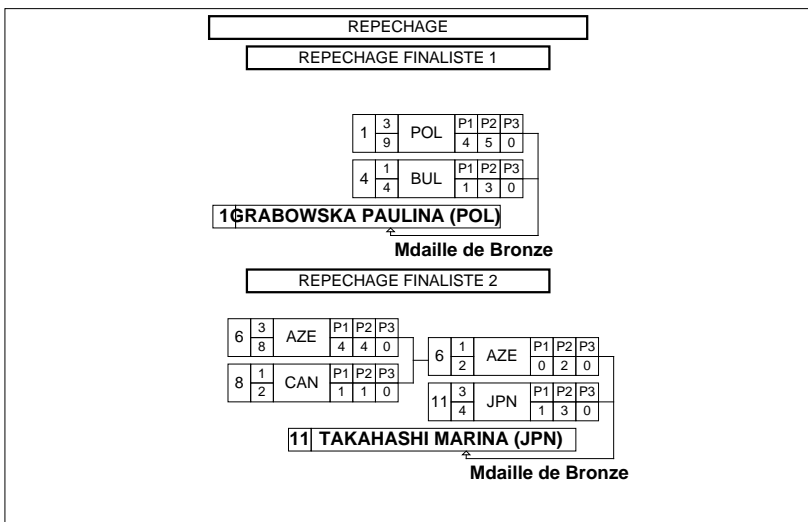 REPECHAGE
REPECHAGE FINALISTE 1
1 3 POL P1 P2 P3
9 4 5 0
4 1 BUL P1 P2 P3
4 1 3 0
1 GRABOWSKA PAULINA (POL)
Mdaille de Bronze
REPECHAGE FINALISTE 2
6 3 AZE P1 P2 P3
8 4 4 0
8 1 CAN P1 P2 P3
2 1 1 0
6 1 AZE P1 P2 P3
2 0 2 0
11 3 JPN P1 P2 P3
4 1 3 0
11 TAKAHASHI MARINA (JPN)
Mdaille de Bronze